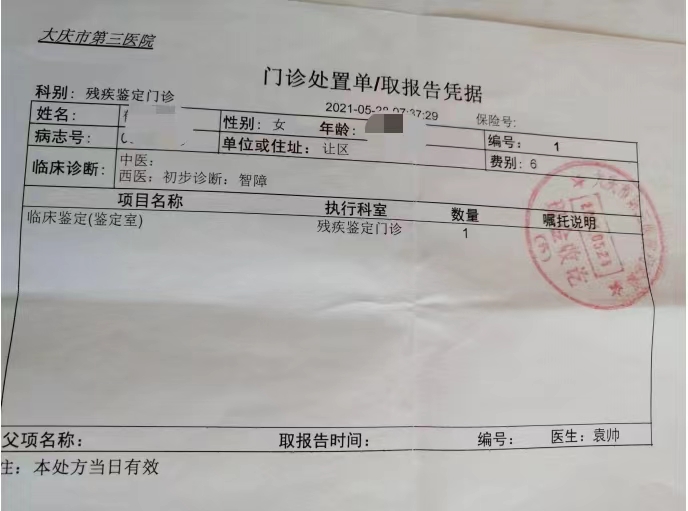 大庆市第三医院
门诊处置单/取报告凭据
科别: 残疾鉴定门诊
2021-05-28 07:37:29 保险号:
姓名: 性别: 女 年龄: 编号: 1
病志号: 单位或住址: 让区 费别: 6
临床诊断: 中医:
西医: 初步诊断: 智障
项目名称 执行科室 数量 嘱托说明
临床鉴定(鉴定室) 残疾鉴定门诊 1
收讫
父项名称: 取报告时间: 编号: 医生: 袁帅
注: 本处方当日有效